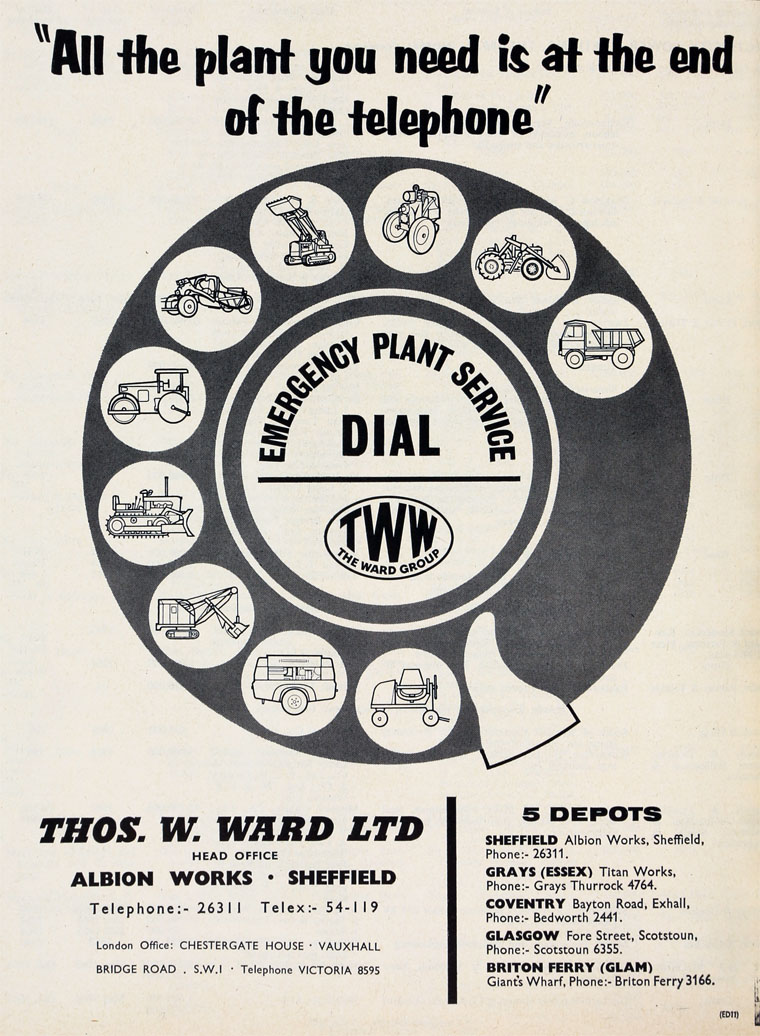 "All the plant you need is at the end
of the telephone"
EMERGENCY PLANT SERVICE
DIAL
TWW
THE WARD GROUP
THOS. W. WARD LTD
HEAD OFFICE
ALBION WORKS · SHEFFIELD
Telephone:- 26311 Telex:- 54-119
London Office: CHESTERGATE HOUSE · VAUXHALL
BRIDGE ROAD . S.W.1 · Telephone VICTORIA 8595
5 DEPOTS
SHEFFIELD Albion Works, Sheffield,
Phone:- 26311.
GRAYS (ESSEX) Titan Works,
Phone:- Grays Thurrock 4764.
COVENTRY Bayton Road, Exhall,
Phone:- Bedworth 2441.
GLASGOW Fore Street, Scotstoun,
Phone:- Scotstoun 6355.
BRITON FERRY (GLAM)
Giant's Wharf, Phone:- Briton Ferry 3166.
(ED11)